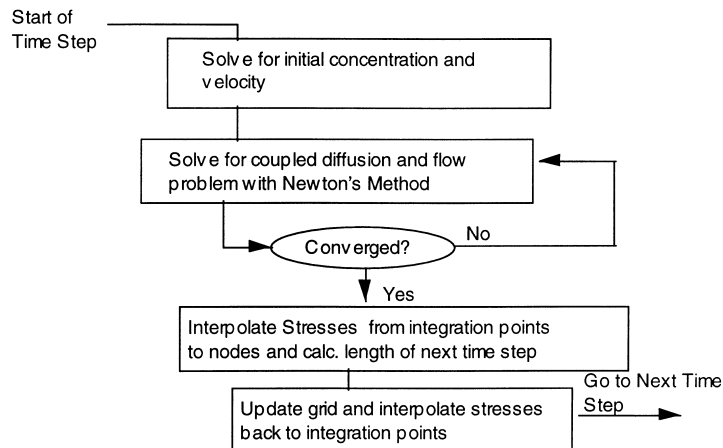 Start of
Time Step
Solve for initial concentration and
velocity
Solve for coupled diffusion and flow
problem with Newton's Method
Converged?
No
Yes
Interpolate Stresses from integration points
to nodes and calc. length of next time step
Go to Next Time
Step
Update grid and interpolate stresses
back to integration points